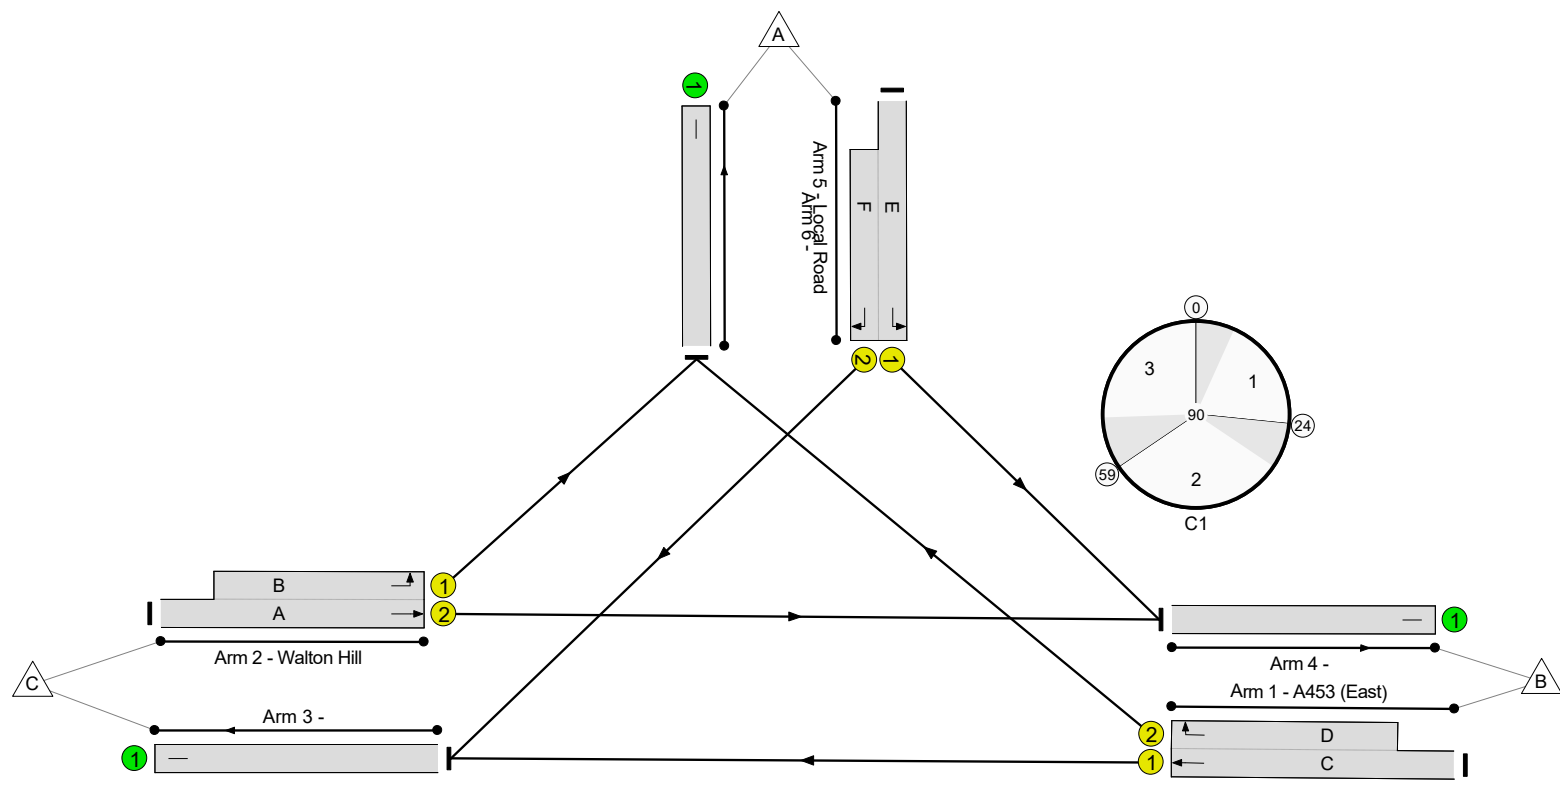 A
1
Arm 5 - Local Road
Arm 6 -
F
E
2
1
0
3
1
90
24
59
2
C1
B
1
A
2
Arm 2 - Walton Hill
C
Arm 3 -
1
1
Arm 4 -
Arm 1 - A453 (East)
B
2
D
1
C